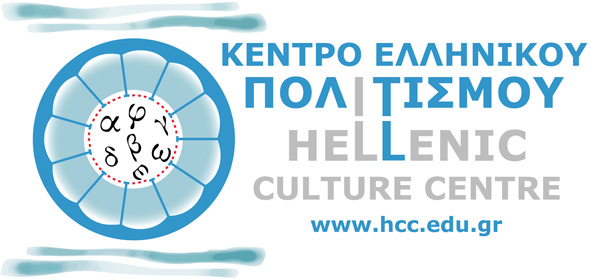 α φ γ
δ β ε
ΚΕΝΤΡΟ ΕΛΛΗΝΙΚΟΥ
ΠΟΛΙΤΙΣΜΟΥ
HELLENIC
CULTURE CENTRE
www.hcc.edu.gr